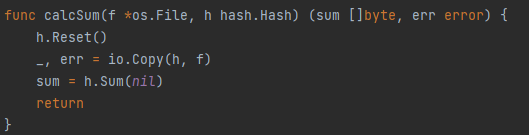 func calcSum(f *os.File, h hash.Hash) (sum []byte, err error) {
    h.Reset()
    _, err = io.Copy(h, f)
    sum = h.Sum(nil)
    return
}